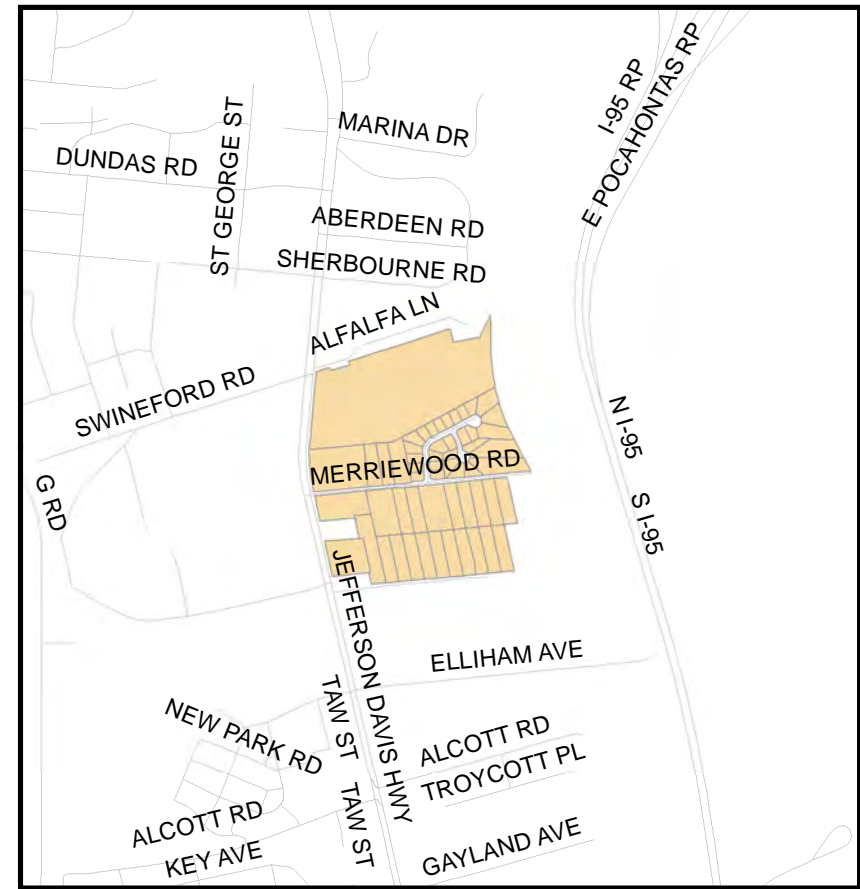 I-95 RP
E POCAHONTAS RP
MARINA DR
ST GEORGE ST
DUNDAS RD
ABERDEEN RD
SHERBOURNE RD
ALFALFA LN
SWINEFORD RD
N I-95
MERRIEWOOD RD
G RD
S I-95
JEFFERSON DAVIS HWY
ELLIHAM AVE
TAW ST
NEW PARK RD
ALCOTT RD
TROYCOTT PL
TAW ST
ALCOTT RD
KEY AVE
GAYLAND AVE